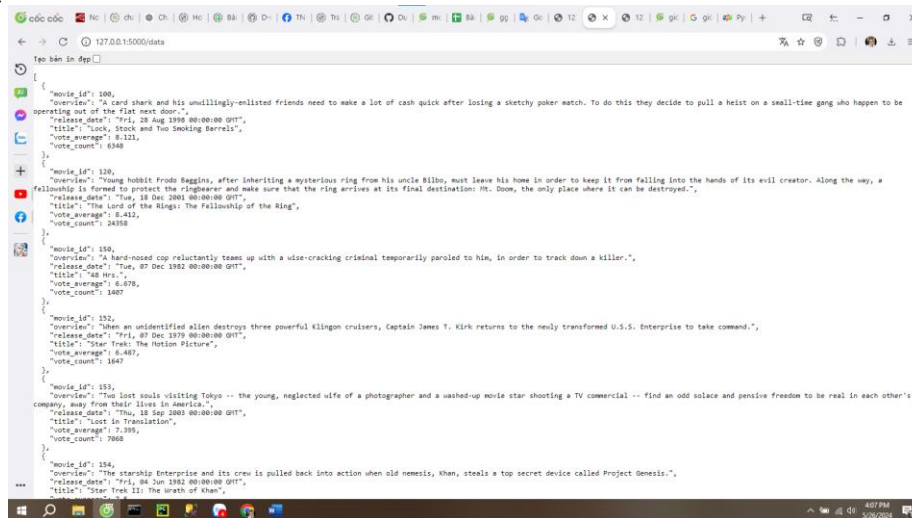 cốc cốc
127.0.0.1:5000/data
Tạo bản in đẹp
[
{
"movie_id": 100,
"overview": "A card shark and his unwillingly-enlisted friends need to make a lot of cash quick after losing a sketchy poker match. To do this they decide to pull a heist on a small-time gang who happen to be
operating out of the flat next door.",
"release_date": "Fri, 28 Aug 1998 00:00:00 GMT",
"title": "Lock, Stock and Two Smoking Barrels",
"vote_average": 8.121,
"vote_count": 6348
},
{
"movie_id": 120,
"overview": "Young hobbit Frodo Baggins, after inheriting a mysterious ring from his uncle Bilbo, must leave his home in order to keep it from falling into the hands of its evil creator. Along the way, a
fellowship is formed to protect the ringbearer and make sure that the ring arrives at its final destination: Mt. Doom, the only place where it can be destroyed.",
"release_date": "Tue, 18 Dec 2001 00:00:00 GMT",
"title": "The Lord of the Rings: The Fellowship of the Ring",
"vote_average": 8.412,
"vote_count": 24358
},
{
"movie_id": 150,
"overview": "A hard-nosed cop reluctantly teams up with a wise-cracking criminal temporarily paroled to him, in order to track down a killer.",
"release_date": "Tue, 07 Dec 1982 00:00:00 GMT",
"title": "48 Hrs.",
"vote_average": 6.678,
"vote_count": 1407
},
{
"movie_id": 152,
"overview": "When an unidentified alien destroys three powerful Klingon cruisers, Captain James T. Kirk returns to the newly transformed U.S.S. Enterprise to take command.",
"release_date": "Fri, 07 Dec 1979 00:00:00 GMT",
"title": "Star Trek: The Motion Picture",
"vote_average": 6.487,
"vote_count": 1647
},
{
"movie_id": 153,
"overview": "Two lost souls visiting Tokyo -- the young, neglected wife of a photographer and a washed-up movie star shooting a TV commercial -- find an odd solace and pensive freedom to be real in each other's
company, away from their lives in America.",
"release_date": "Thu, 18 Sep 2003 00:00:00 GMT",
"title": "Lost in Translation",
"vote_average": 7.395,
"vote_count": 7068
},
{
"movie_id": 154,
"overview": "The starship Enterprise and its crew is pulled back into action when old nemesis, Khan, steals a top secret device called Project Genesis.",
"release_date": "Fri, 04 Jun 1982 00:00:00 GMT",
"title": "Star Trek II: The Wrath of Khan",
4:07 PM
5/26/2024